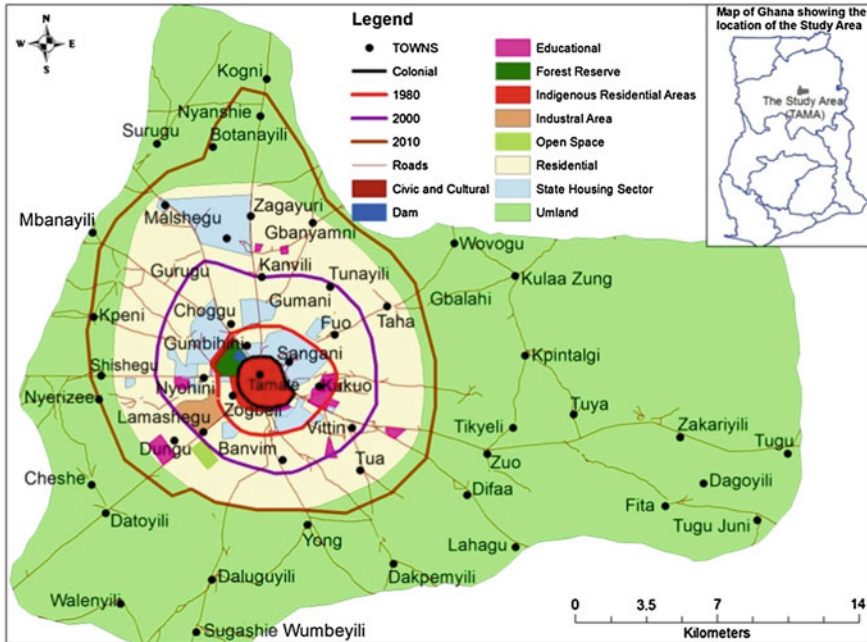 N
W E
S
Legend
TOWNS
Colonial
1980
2000
2010
Roads
Civic and Cultural
Dam
Educational
Forest Reserve
Indigenous Residential Areas
Industral Area
Open Space
Residential
State Housing Sector
Umland
Map of Ghana showing the
location of the Study Area
The Study Area
(TAMA)
Kogni
Nyanshie
Surugu
Botanayili
Malshegu
Zagayuri
Mbanayili
Gbanyamni
Wovogu
Gurugu
Kanvili
Tunayili
Kulaa Zung
Gumani
Gbalahi
Kpeni
Choggu
Taha
Fuo
Gumbihini
Sangani
Kpintalgi
Shishegu
Nyohini
Tamale
Kukuo
Nyerizee
Zogbeli
Tuya
Lamashegu
Vittin
Tikyeli
Zakariyili
Dungu
Banvim
Tua
Zuo
Tugu
Cheshe
Difaa
Dagoyili
Datoyili
Fita
Yong
Tugu Juni
Lahagu
Daluguyili
Dakpemyili
Walenyili
Sugashie Wumbeyili
0 3.5 7 14
Kilometers